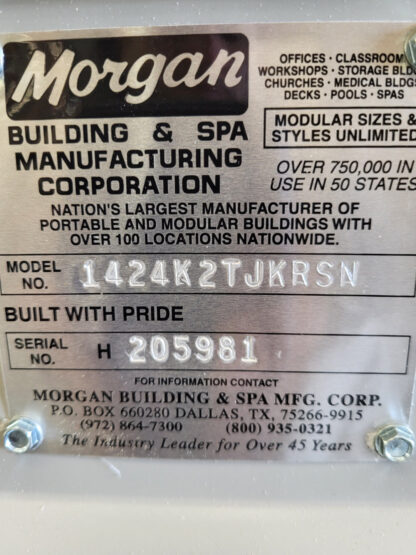 Morgan
BUILDING & SPA
MANUFACTURING
CORPORATION
OFFICES · CLASSROOM
WORKSHOPS · STORAGE BLD
CHURCHES · MEDICAL BLDGS
DECKS · POOLS · SPAS
MODULAR SIZES &
STYLES UNLIMITED
OVER 750,000 IN
USE IN 50 STATES
NATION'S LARGEST MANUFACTURER OF
PORTABLE AND MODULAR BUILDINGS WITH
OVER 100 LOCATIONS NATIONWIDE.
MODEL NO. 1424K2TJKRSN
BUILT WITH PRIDE
SERIAL NO. H 205981
FOR INFORMATION CONTACT
MORGAN BUILDING & SPA MFG. CORP.
P.O. BOX 660280 DALLAS, TX, 75266-9915
(972) 864-7300 (800) 935-0321
The Industry Leader for Over 45 Years